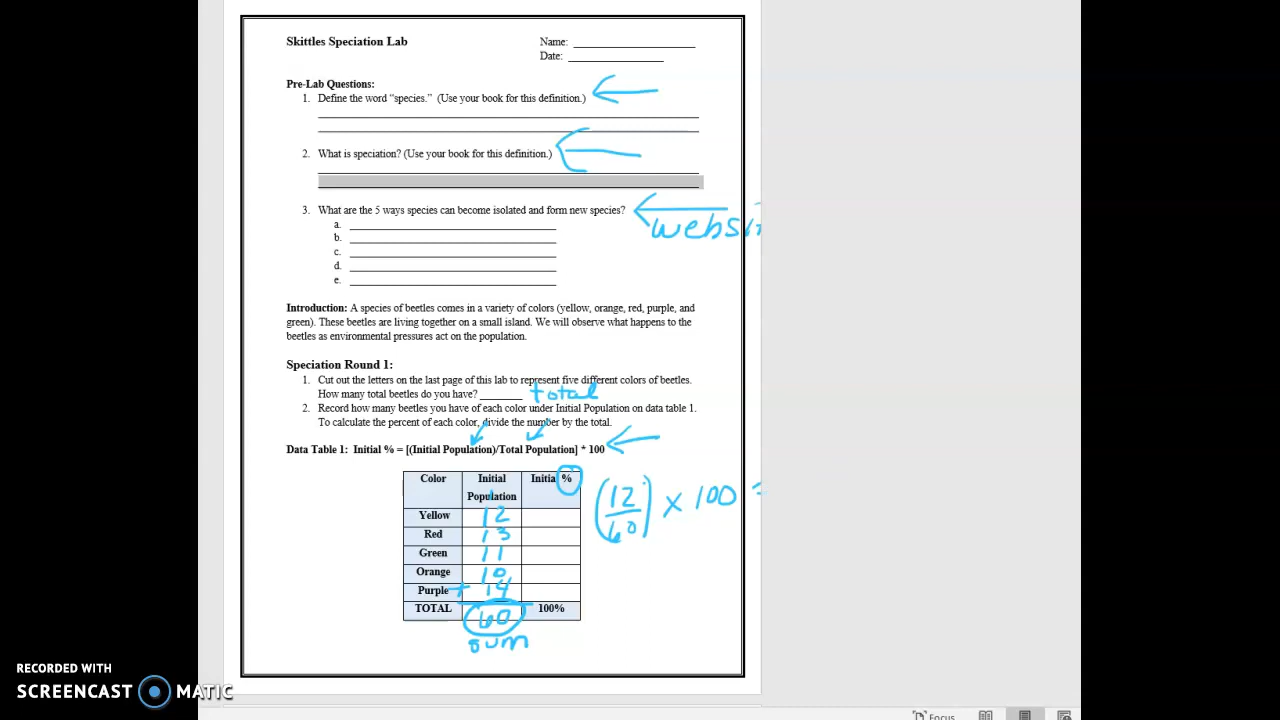 Skittles Speciation Lab Name: ____
Date: ____
Pre-Lab Questions:
1. Define the word “species.” (Use your book for this definition.)
2. What is speciation? (Use your book for this definition.)
3. What are the 5 ways species can become isolated and form new species?
websit
a.
b.
c.
d.
e.
Introduction: A species of beetles comes in a variety of colors (yellow, orange, red, purple, and
green). These beetles are living together on a small island. We will observe what happens to the
beetles as environmental pressures act on the population.
Speciation Round 1:
1. Cut out the letters on the last page of this lab to represent five different colors of beetles.
How many total beetles do you have? ____ total
2. Record how many beetles you have of each color under Initial Population on data table 1.
To calculate the percent of each color, divide the number by the total.
Data Table 1: Initial % = [(Initial Population)/Total Population] * 100
Color Initial Population Initial %
Yellow 12
Red 13
Green 11
Orange 10
Purple + 14
TOTAL 60 100%
sum
(12/60) x 100 =
RECORDED WITH
SCREENCAST MATIC
Focus